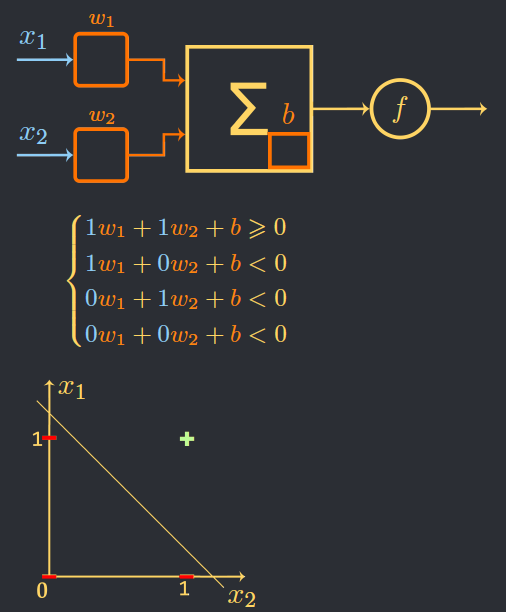 w₁
x₁
w₂
x₂
∑ b
f
1w₁ + 1w₂ + b ⩾ 0
1w₁ + 0w₂ + b < 0
0w₁ + 1w₂ + b < 0
0w₁ + 0w₂ + b < 0
x₁
1
0 1 x₂